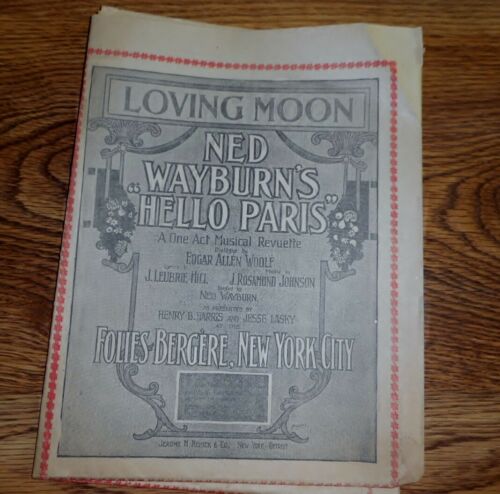 LOVING MOON
NED
WAYBURN'S
"HELLO PARIS"
A One Act Musical Revuette
Dialogue by
EDGAR ALLEN WOOLF
Lyrics by Music by
J. LEUBRIE HILL J. ROSAMOND JOHNSON
Staged by
NED WAYBURN
AS PRESENTED BY
HENRY B. HARRIS AND JESSE LASKY
AT THE
FOLIES-BERGÈRE, NEW YORK CITY
JEROME H. REMICK & CO. NEW YORK - DETROIT